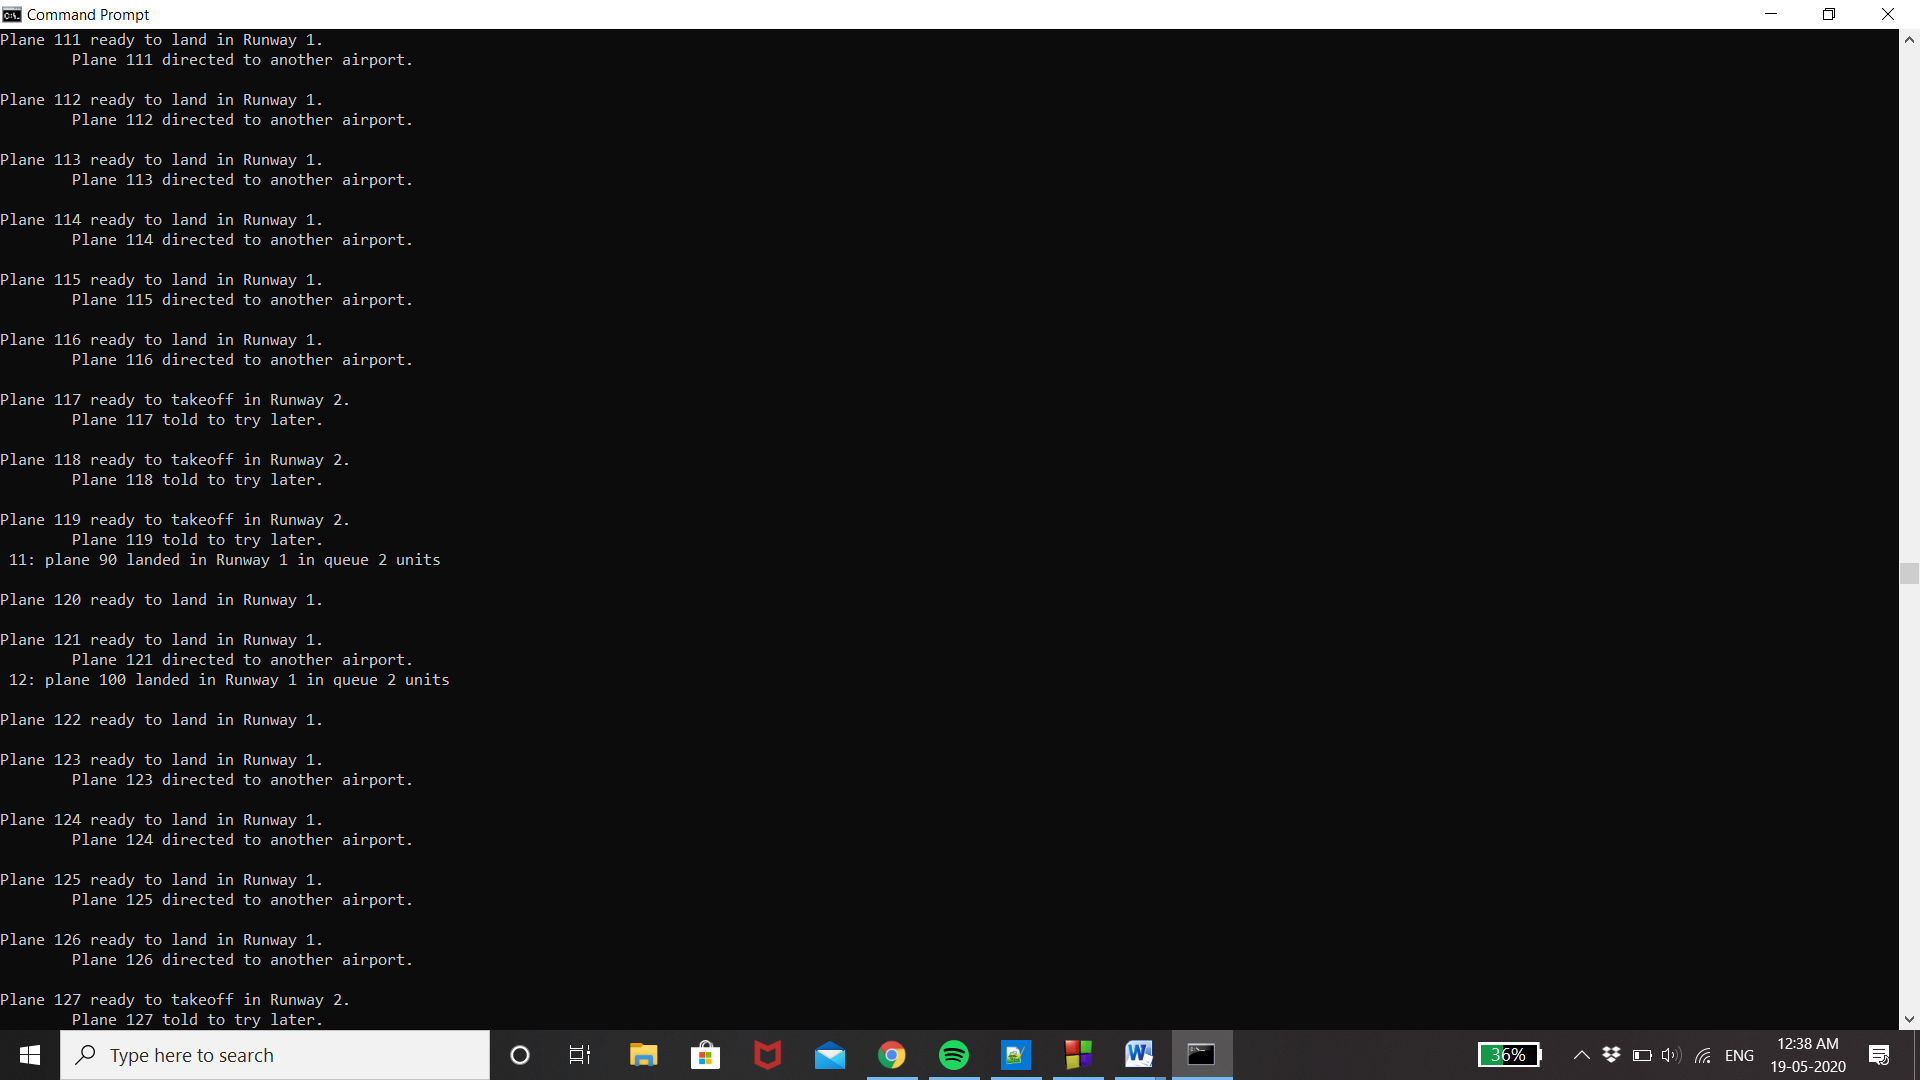 Command Prompt
Plane 111 ready to land in Runway 1.
Plane 111 directed to another airport.
Plane 112 ready to land in Runway 1.
Plane 112 directed to another airport.
Plane 113 ready to land in Runway 1.
Plane 113 directed to another airport.
Plane 114 ready to land in Runway 1.
Plane 114 directed to another airport.
Plane 115 ready to land in Runway 1.
Plane 115 directed to another airport.
Plane 116 ready to land in Runway 1.
Plane 116 directed to another airport.
Plane 117 ready to takeoff in Runway 2.
Plane 117 told to try later.
Plane 118 ready to takeoff in Runway 2.
Plane 118 told to try later.
Plane 119 ready to takeoff in Runway 2.
Plane 119 told to try later.
11: plane 90 landed in Runway 1 in queue 2 units
Plane 120 ready to land in Runway 1.
Plane 121 ready to land in Runway 1.
Plane 121 directed to another airport.
12: plane 100 landed in Runway 1 in queue 2 units
Plane 122 ready to land in Runway 1.
Plane 123 ready to land in Runway 1.
Plane 123 directed to another airport.
Plane 124 ready to land in Runway 1.
Plane 124 directed to another airport.
Plane 125 ready to land in Runway 1.
Plane 125 directed to another airport.
Plane 126 ready to land in Runway 1.
Plane 126 directed to another airport.
Plane 127 ready to takeoff in Runway 2.
Plane 127 told to try later.
Type here to search
36%
ENG
12:38 AM
19-05-2020